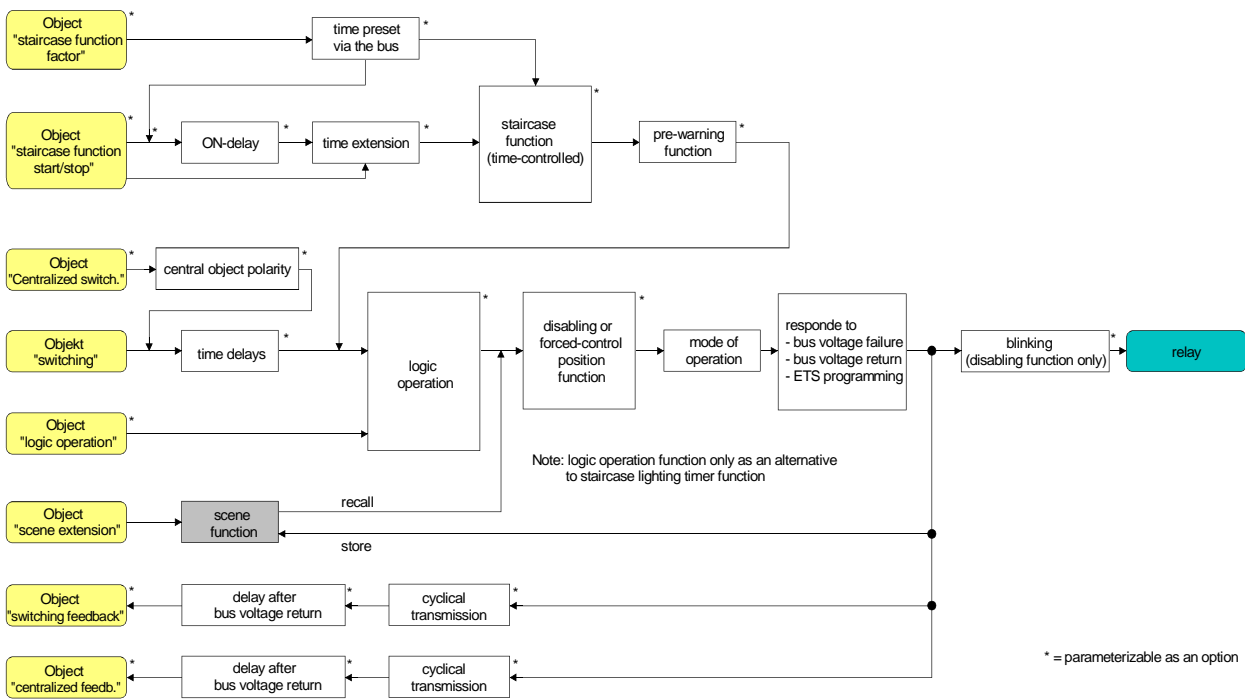 Object
"staircase function
factor"
*
time preset
via the bus
*
Object
"staircase function
start/stop"
*
*
ON-delay
*
time extension
*
staircase
function
(time-controlled)
*
pre-warning
function
*
Object
"Centralized switch."
*
central object polarity
*
Objekt
"switching"
*
time delays
*
logic
operation
*
disabling or
forced-control
position
function
*
mode of
operation
responde to
- bus voltage failure
- bus voltage return
- ETS programming
blinking
(disabling function only)
*
relay
Object
"logic operation"
*
Note: logic operation function only as an alternative
to staircase lighting timer function
Object
"scene extension"
*
scene
function
recall
store
Object
"switching feedback"
*
delay after
bus voltage return
*
cyclical
transmission
*
Object
"centralized feedb."
*
delay after
bus voltage return
*
cyclical
transmission
*
* = parameterizable as an option